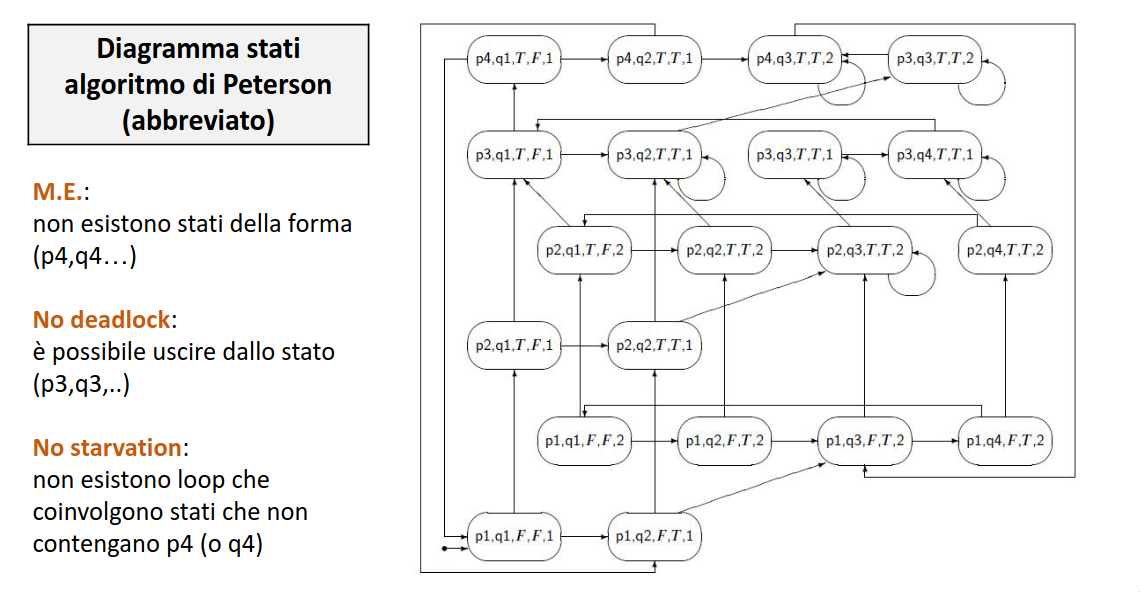 Diagramma stati
algoritmo di Peterson
(abbreviato)
M.E.:
non esistono stati della forma
(p4,q4…)
No deadlock:
è possibile uscire dallo stato
(p3,q3,..)
No starvation:
non esistono loop che
coinvolgono stati che non
contengano p4 (o q4)
p4,q1,T,F,1
p4,q2,T,T,1
p4,q3,T,T,2
p3,q3,T,T,2
p3,q1,T,F,1
p3,q2,T,T,1
p3,q3,T,T,1
p3,q4,T,T,1
p2,q1,T,F,2
p2,q2,T,T,2
p2,q3,T,T,2
p2,q4,T,T,2
p2,q1,T,F,1
p2,q2,T,T,1
p1,q1,F,F,2
p1,q2,F,T,2
p1,q3,F,T,2
p1,q4,F,T,2
p1,q1,F,F,1
p1,q2,F,T,1